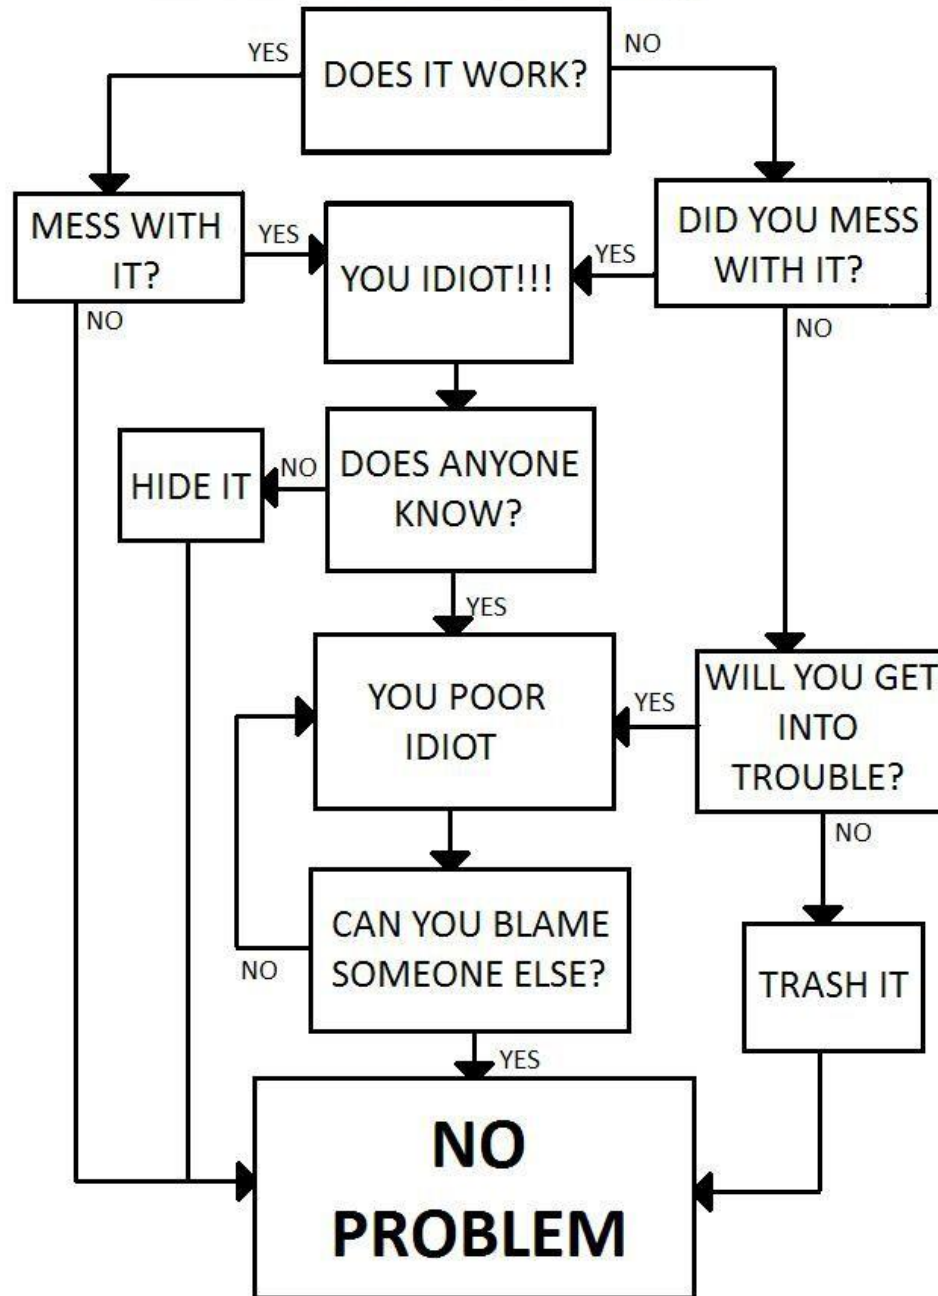 YES
NO
DOES IT WORK?
MESS WITH
IT?
YES
YOU IDIOT!!!
YES
DID YOU MESS
WITH IT?
NO
NO
HIDE IT
NO
DOES ANYONE
KNOW?
YES
YOU POOR
IDIOT
YES
WILL YOU GET
INTO
TROUBLE?
NO
CAN YOU BLAME
SOMEONE ELSE?
NO
TRASH IT
YES
NO
PROBLEM